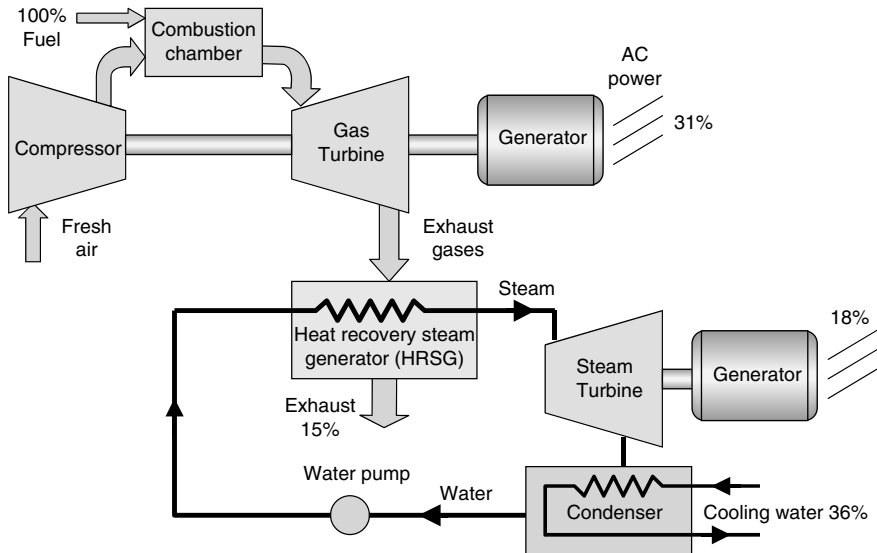 100%
Fuel
Combustion
chamber
AC
power
Compressor
Gas
Turbine
Generator
31%
Fresh
air
Exhaust
gases
Steam
Heat recovery steam
generator (HRSG)
18%
Steam
Turbine
Generator
Exhaust
15%
Water pump
Water
Condenser
Cooling water 36%